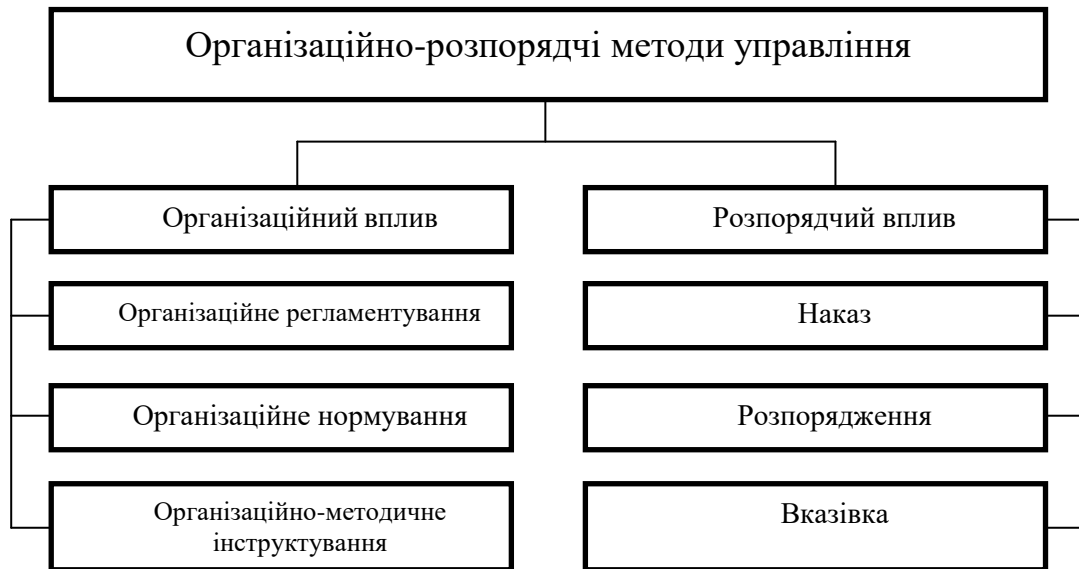 Організаційно-розпорядчі методи управління
Організаційний вплив
Організаційне регламентування
Організаційне нормування
Організаційно-методичне
інструктування
Розпорядчий вплив
Наказ
Розпорядження
Вказівка